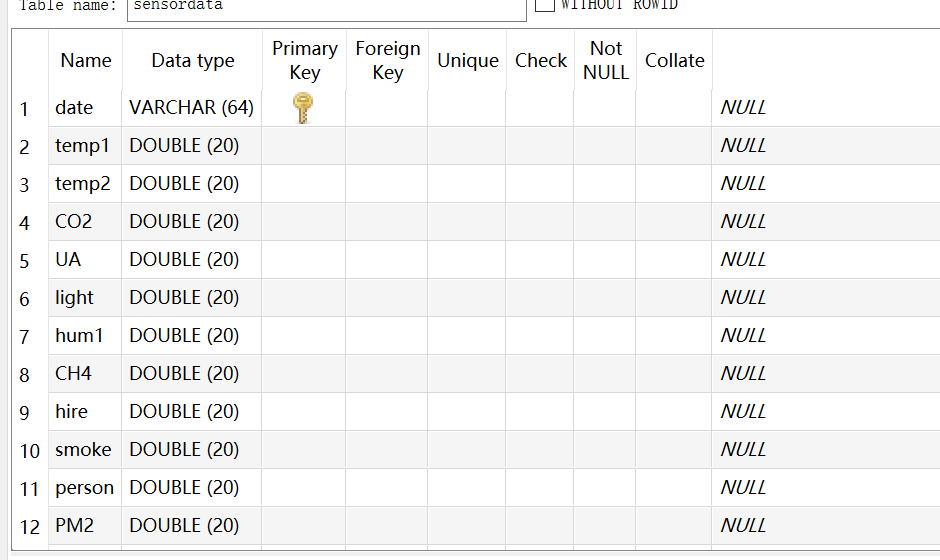 Table name: sensordata WITHOUT ROWID
Name Data type Primary Key Foreign Key Unique Check Not NULL Collate
1 date VARCHAR (64) NULL
2 temp1 DOUBLE (20) NULL
3 temp2 DOUBLE (20) NULL
4 CO2 DOUBLE (20) NULL
5 UA DOUBLE (20) NULL
6 light DOUBLE (20) NULL
7 hum1 DOUBLE (20) NULL
8 CH4 DOUBLE (20) NULL
9 hire DOUBLE (20) NULL
10 smoke DOUBLE (20) NULL
11 person DOUBLE (20) NULL
12 PM2 DOUBLE (20) NULL